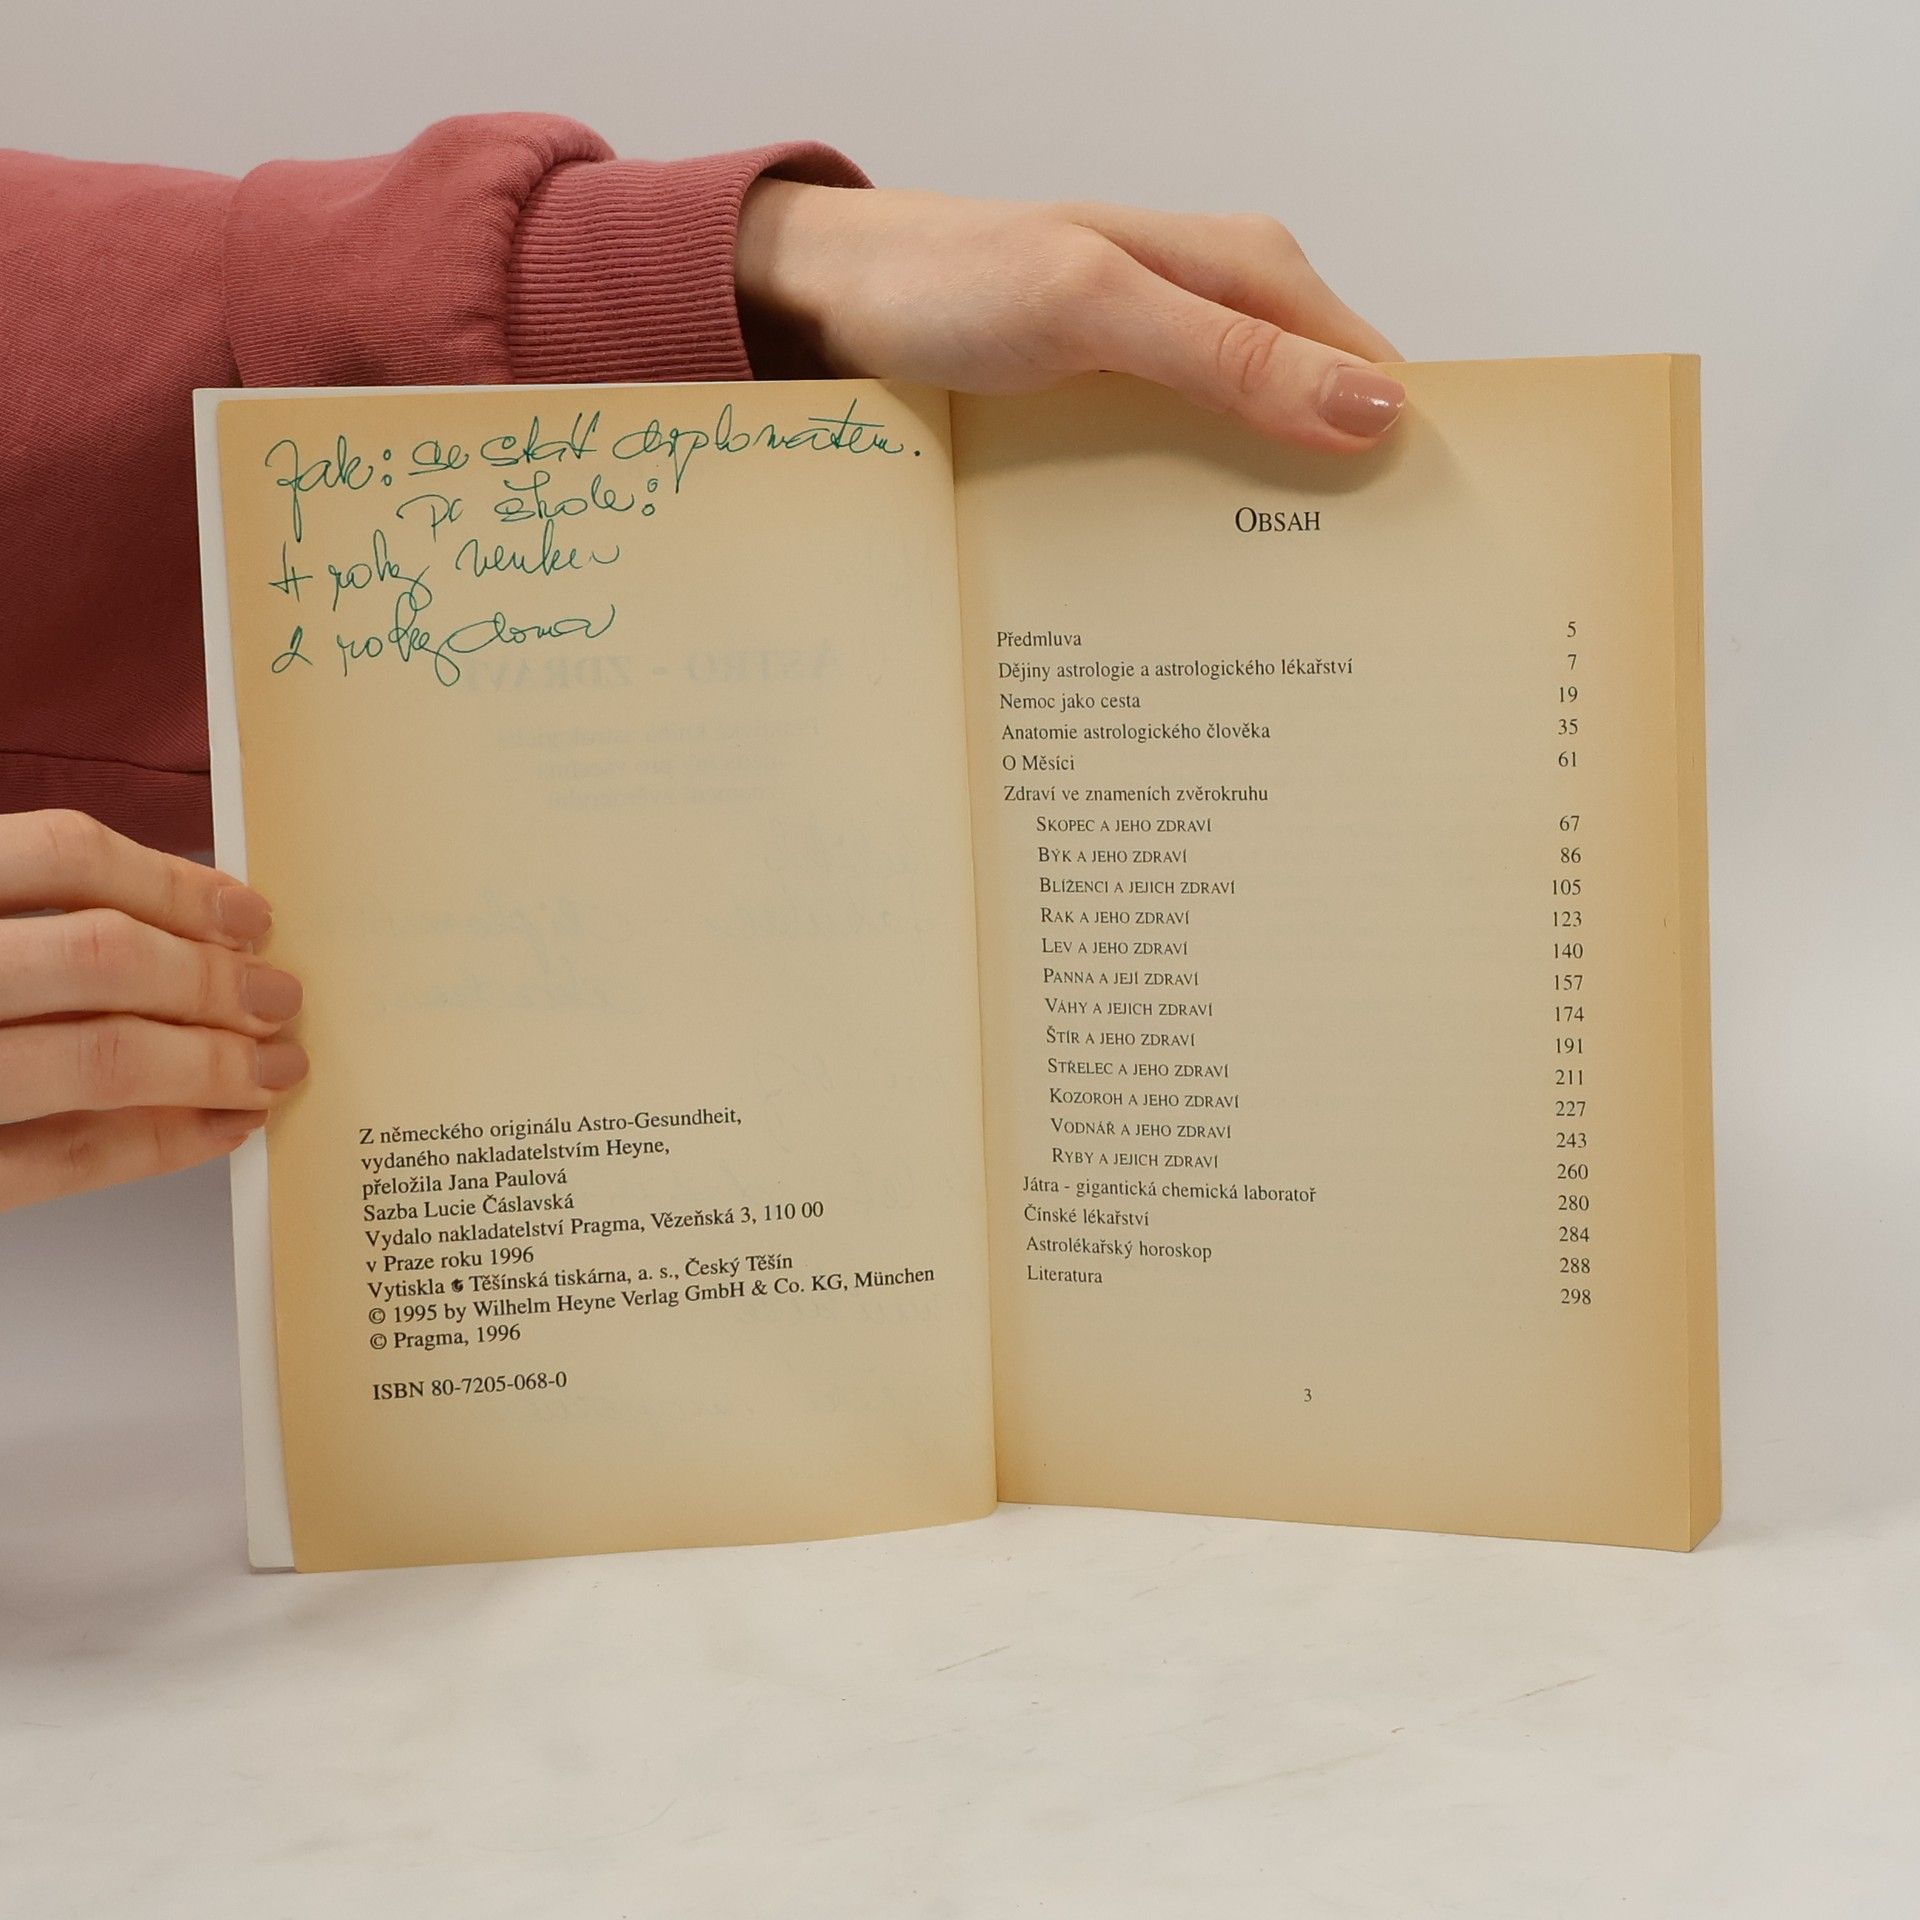 Jak: se stát diplomatem.
po škole:
4 roky venku
2 roky doma
Z německého originálu Astro-Gesundheit,
vydaného nakladatelstvím Heyne,
přeložila Jana Paulová
Sazba Lucie Čáslavská
Vydalo nakladatelství Pragma, Vězeňská 3, 110 00
v Praze roku 1996
Vytiskla Těšínská tiskárna, a. s., Český Těšín
© 1995 by Wilhelm Heyne Verlag GmbH & Co. KG, München
© Pragma, 1996
ISBN 80-7205-068-0
OBSAH
Předmluva 5
Dějiny astrologie a astrologického lékařství 7
Nemoc jako cesta 19
Anatomie astrologického člověka 35
O Měsíci 61
Zdraví ve znameních zvěrokruhu
SKOPEC A JEHO ZDRAVÍ 67
BÝK A JEHO ZDRAVÍ 86
BLÍŽENCI A JEJICH ZDRAVÍ 105
RAK A JEHO ZDRAVÍ 123
LEV A JEHO ZDRAVÍ 140
PANNA A JEJÍ ZDRAVÍ 157
VÁHY A JEJICH ZDRAVÍ 174
ŠTÍR A JEHO ZDRAVÍ 191
STŘELEC A JEHO ZDRAVÍ 211
KOZOROH A JEHO ZDRAVÍ 227
VODNÁŘ A JEHO ZDRAVÍ 243
RYBY A JEJICH ZDRAVÍ 260
Játra - gigantická chemická laboratoř 280
Čínské lékařství 284
Astrolékařský horoskop 288
Literatura 298
3